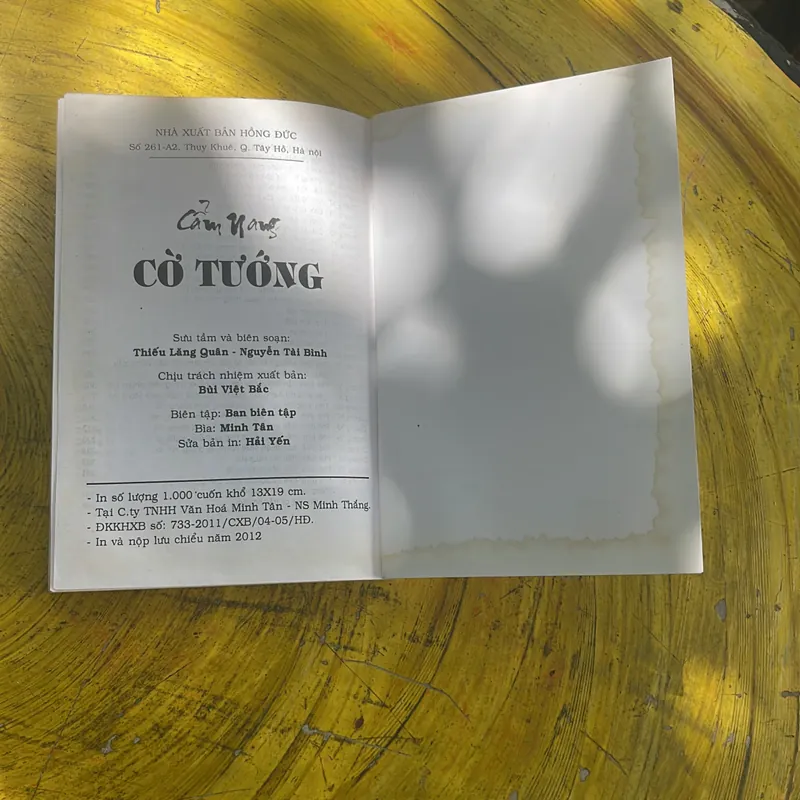 NHÀ XUẤT BẢN HỒNG ĐỨC
Số 261-A2, Thuỵ Khuê, Q. Tây Hồ, Hà nội
Cẩm Nang
CỜ TƯỚNG
Sưu tầm và biên soạn:
Thiếu Lăng Quân - Nguyễn Tài Bình
Chịu trách nhiệm xuất bản:
Bùi Việt Bắc
Biên tập: Ban biên tập
Bìa: Minh Tân
Sửa bản in: Hải Yến
- In số lượng 1.000 cuốn khổ 13X19 cm.
- Tại C.ty TNHH Văn Hoá Minh Tân - NS Minh Thắng.
- ĐKKHXB số: 733-2011/CXB/04-05/HĐ.
- In và nộp lưu chiểu năm 2012